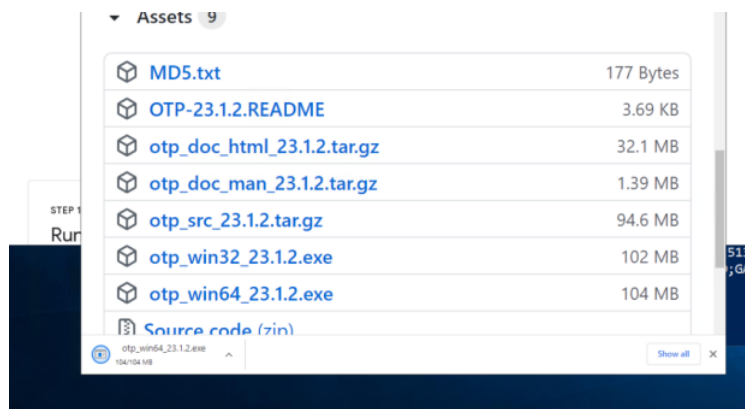 Assets 9
MD5.txt 177 Bytes
OTP-23.1.2.README 3.69 KB
otp_doc_html_23.1.2.tar.gz 32.1 MB
otp_doc_man_23.1.2.tar.gz 1.39 MB
otp_src_23.1.2.tar.gz 94.6 MB
STEP 1
Run
otp_win32_23.1.2.exe 102 MB
otp_win64_23.1.2.exe 104 MB
Source code (zip)
otp_win64_23.1.2.exe
104/104 MB
Show all